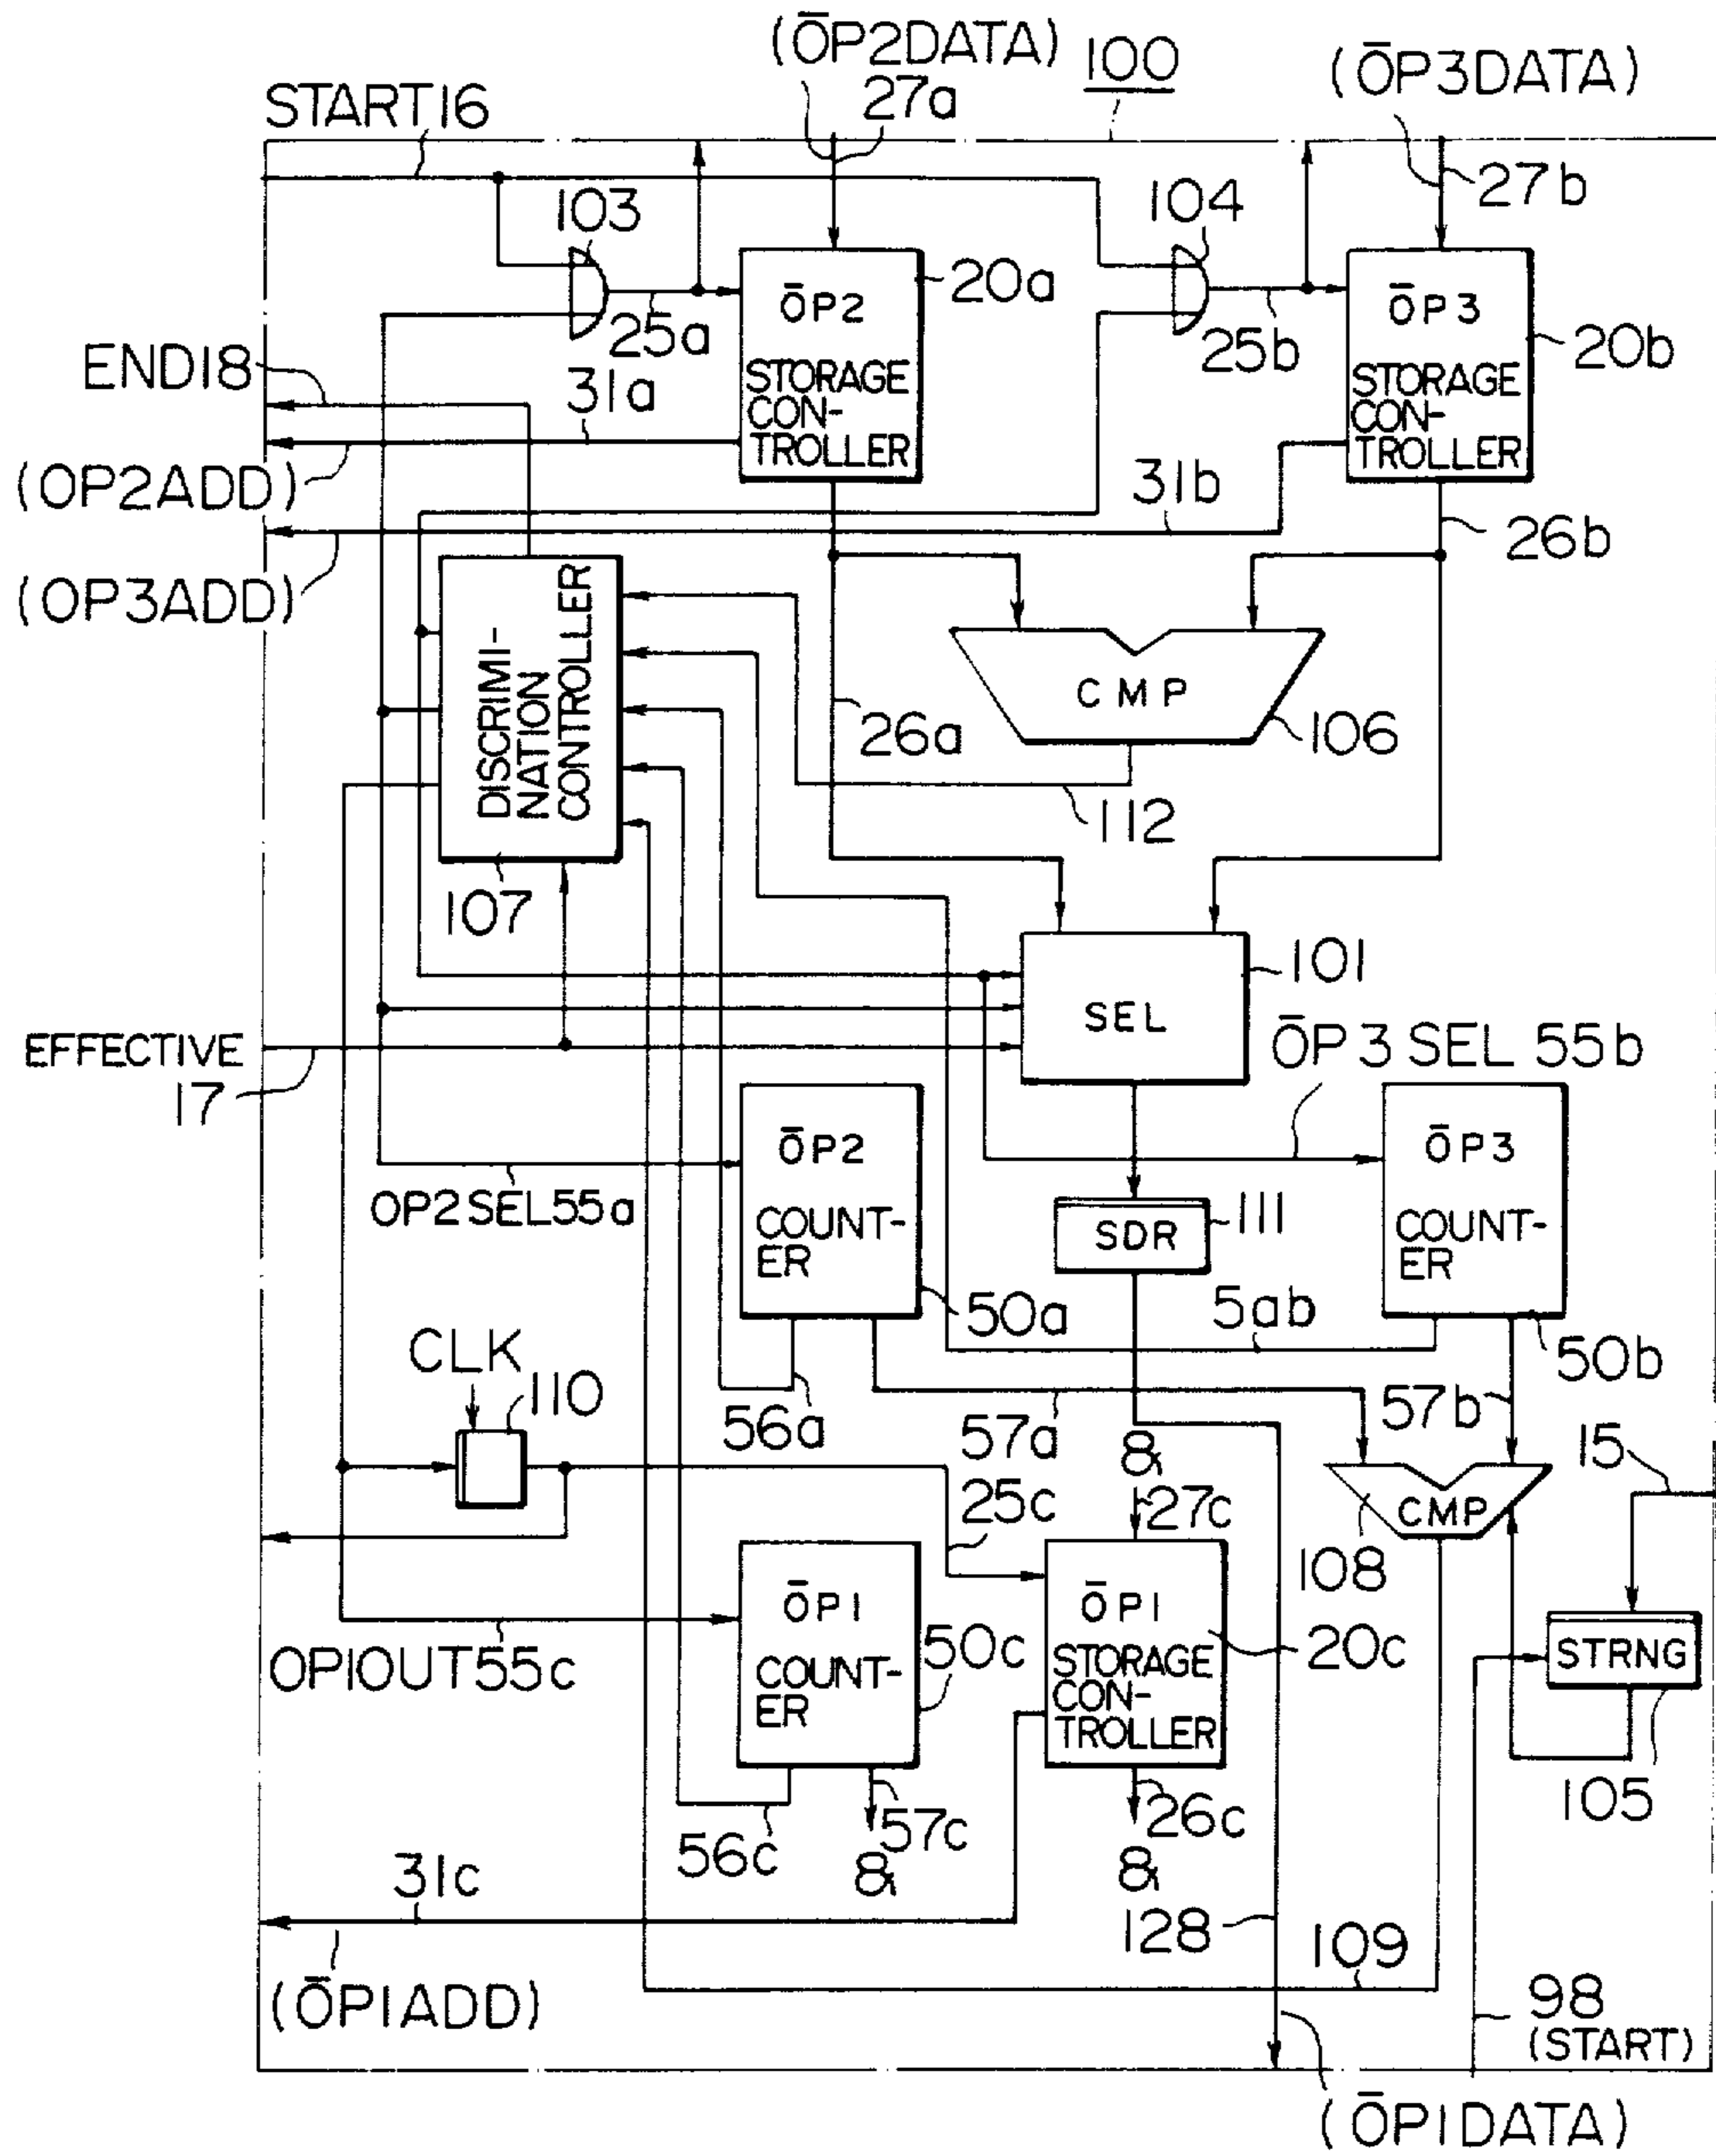 (ŌP2DATA)
27a
100
(ŌP3DATA)
START16
27b
103
104
25a
ŌP2
STORAGE
CON-
TROLLER
20a
25b
ŌP3
STORAGE
CON-
TROLLER
20b
END18
31a
(OP2ADD)
31b
26b
(OP3ADD)
DISCRIMI-
NATION
CONTROLLER
107
CMP
106
26a
112
SEL
101
EFFECTIVE
17
ŌP3 SEL 55b
OP2SEL55a
ŌP2
COUNT-
ER
50a
SDR
111
ŌP3
COUNT-
ER
50b
5ab
CLK
110
56a
57a
57b
15
25c
8,
27c
CMP
108
OP1OUT55c
ŌP1
COUNT-
ER
50c
ŌP1
STORAGE
CON-
TROLLER
20c
STRNG
105
56c
57c
8,
26c
8,
31c
128
109
(ŌP1ADD)
98
(START)
(ŌP1DATA)